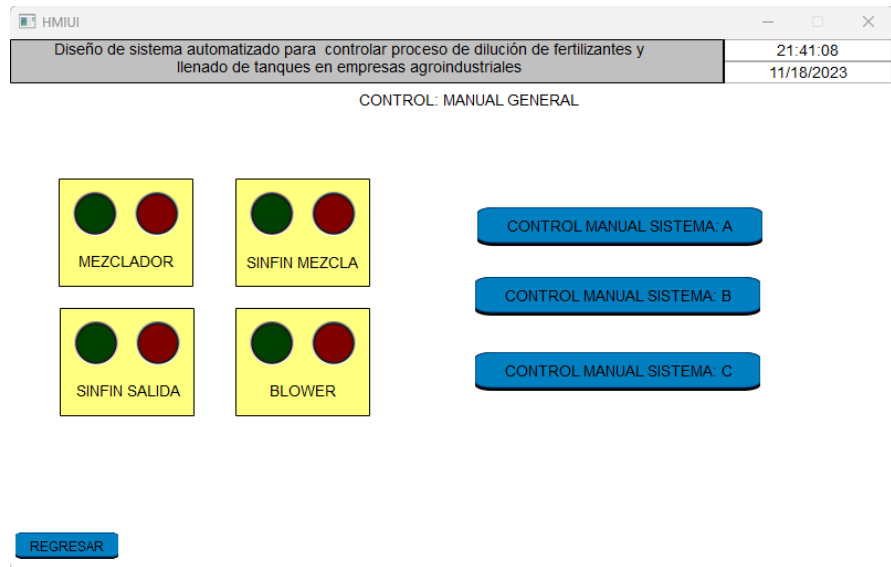 HMIUI
Diseño de sistema automatizado para controlar proceso de dilución de fertilizantes y
llenado de tanques en empresas agroindustriales
21:41:08
11/18/2023
CONTROL: MANUAL GENERAL
MEZCLADOR
SINFIN MEZCLA
SINFIN SALIDA
BLOWER
CONTROL MANUAL SISTEMA: A
CONTROL MANUAL SISTEMA: B
CONTROL MANUAL SISTEMA: C
REGRESAR